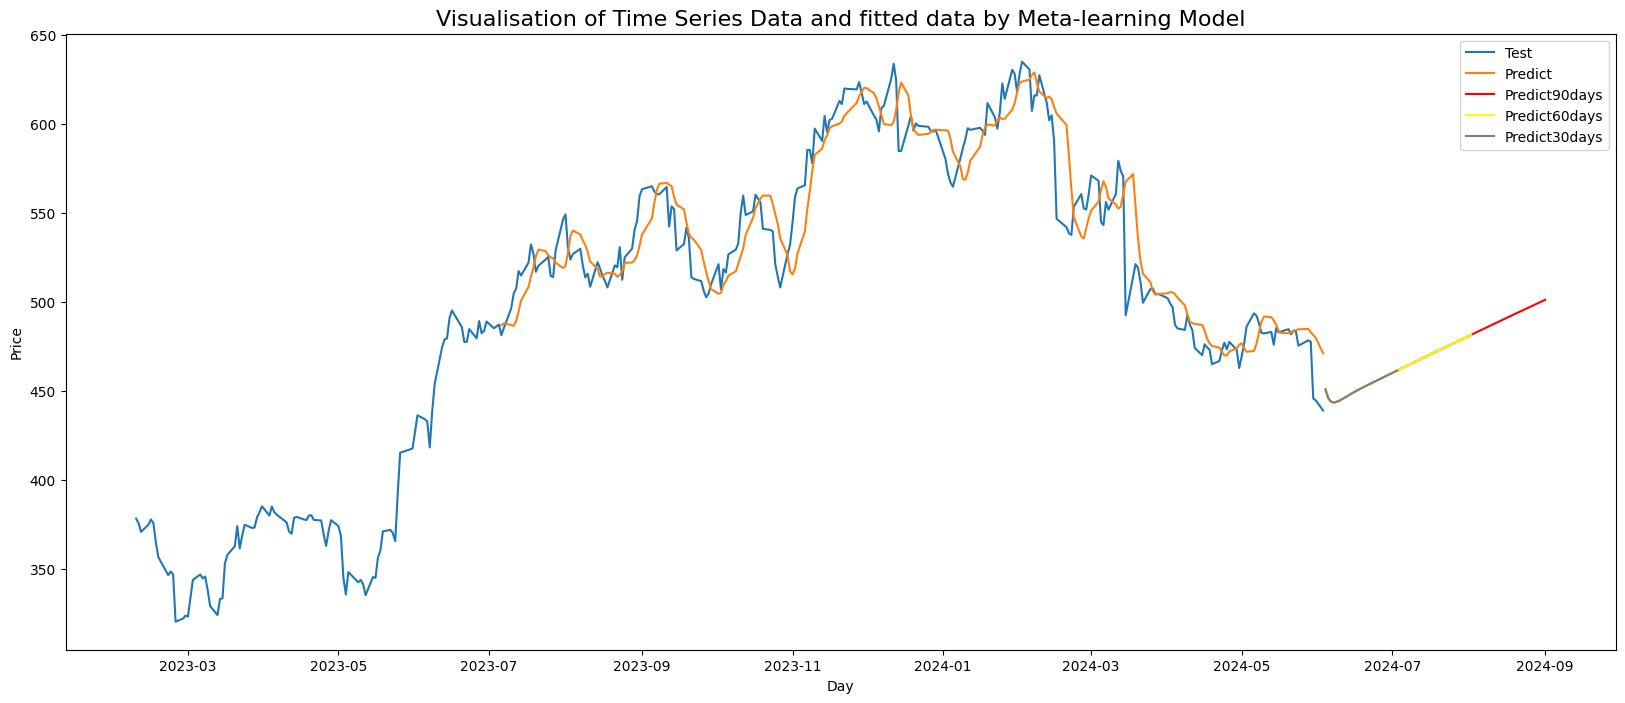 Visualisation of Time Series Data and fitted data by Meta-learning Model
Test
Predict
Predict90days
Predict60days
Predict30days
650
600
550
500
450
400
350
Price
2023-03 2023-05 2023-07 2023-09 2023-11 2024-01 2024-03 2024-05 2024-07 2024-09
Day